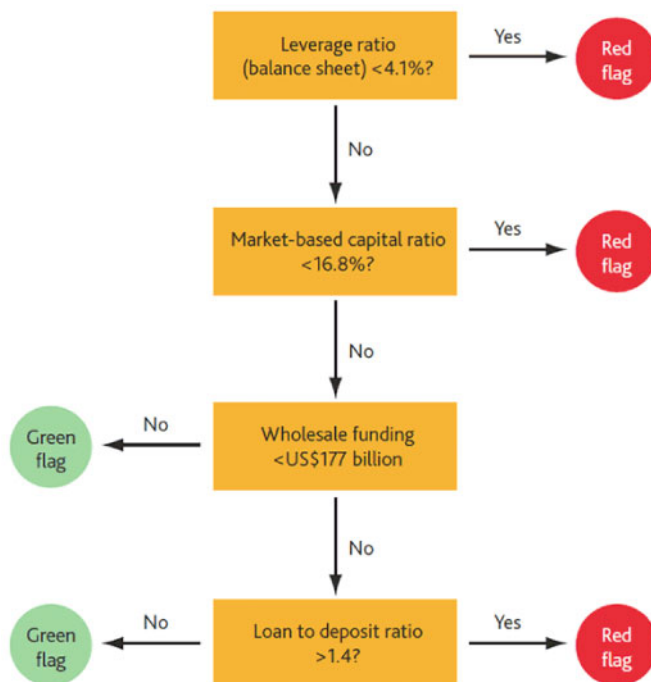 Leverage ratio
(balance sheet) <4.1%?
Yes
Red
flag
No
Market-based capital ratio
<16.8%?
Yes
Red
flag
No
Green
flag
No
Wholesale funding
<US$177 billion
No
Green
flag
No
Loan to deposit ratio
>1.4?
Yes
Red
flag